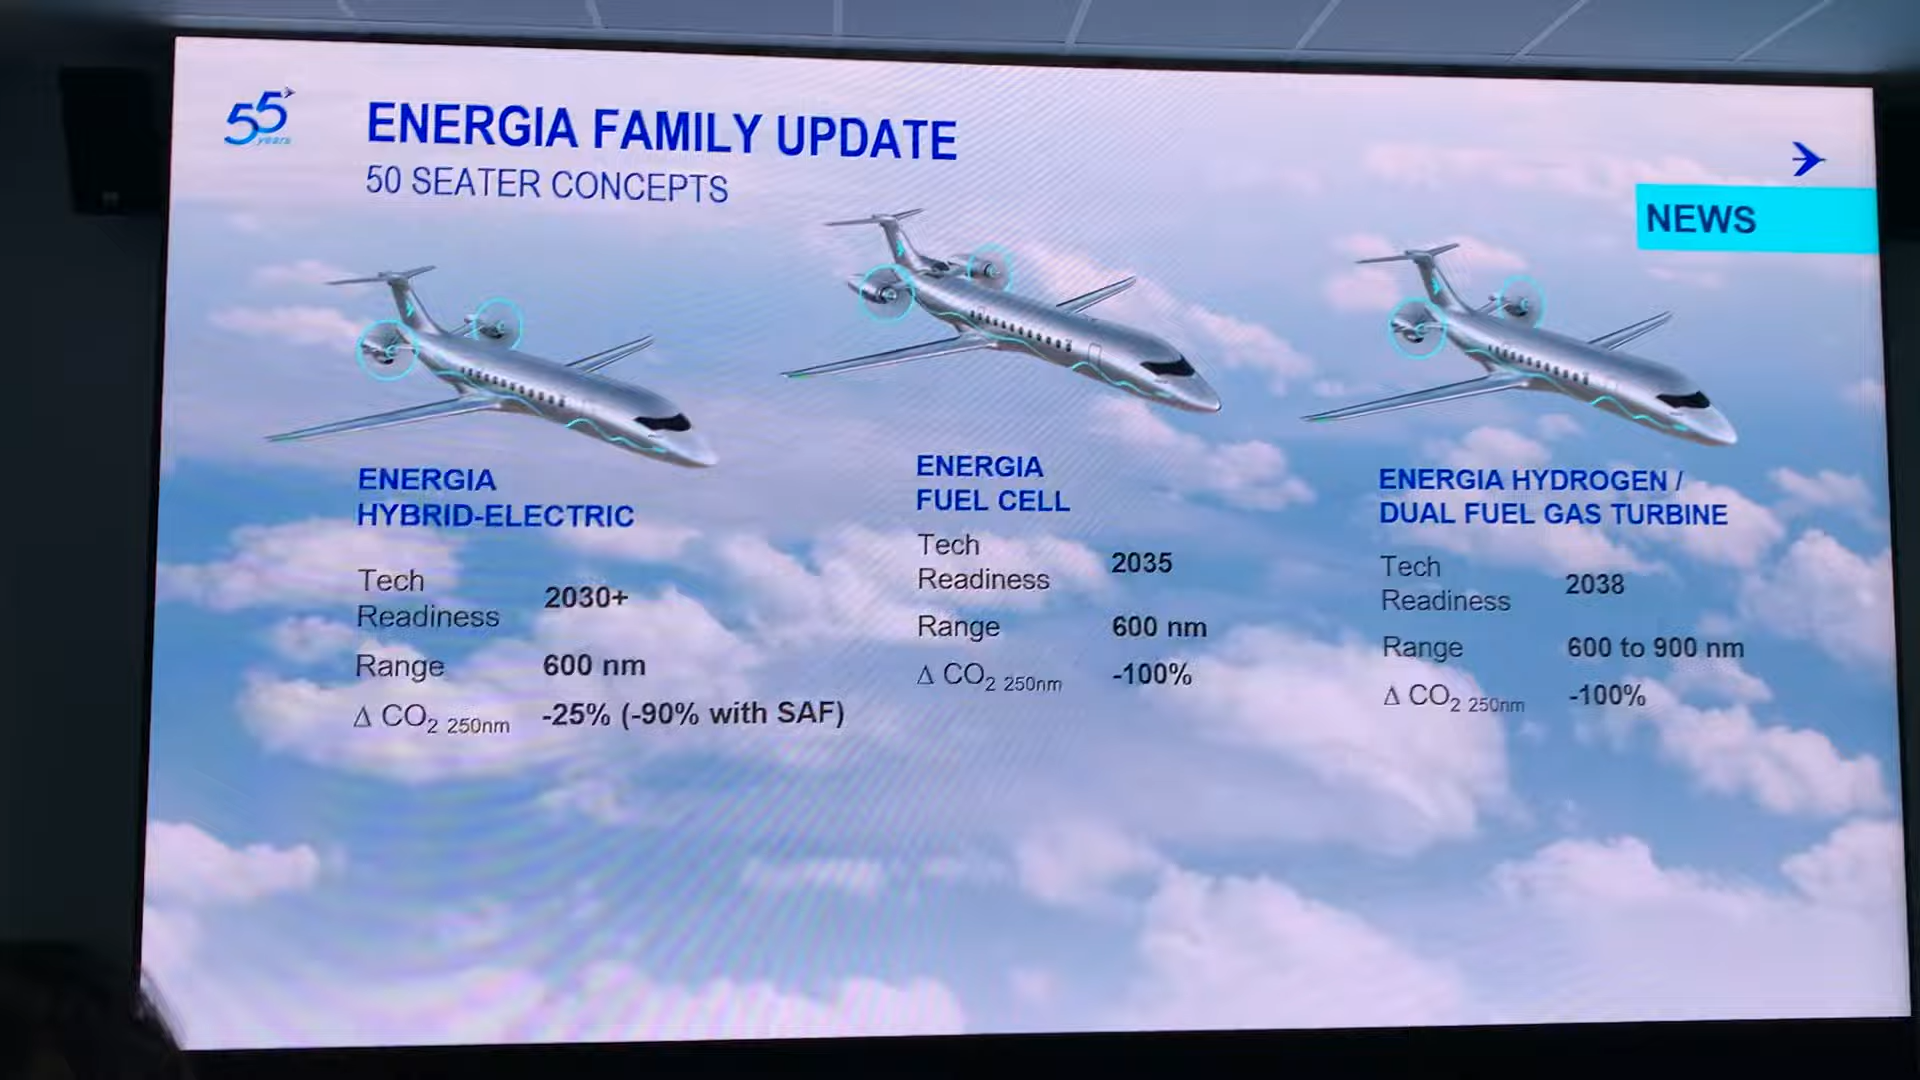 55
years
ENERGIA FAMILY UPDATE
50 SEATER CONCEPTS
NEWS
ENERGIA
HYBRID-ELECTRIC
Tech
Readiness 2030+
Range 600 nm
Δ CO2 250nm -25% (-90% with SAF)
ENERGIA
FUEL CELL
Tech
Readiness 2035
Range 600 nm
Δ CO2 250nm -100%
ENERGIA HYDROGEN /
DUAL FUEL GAS TURBINE
Tech
Readiness 2038
Range 600 to 900 nm
Δ CO2 250nm -100%